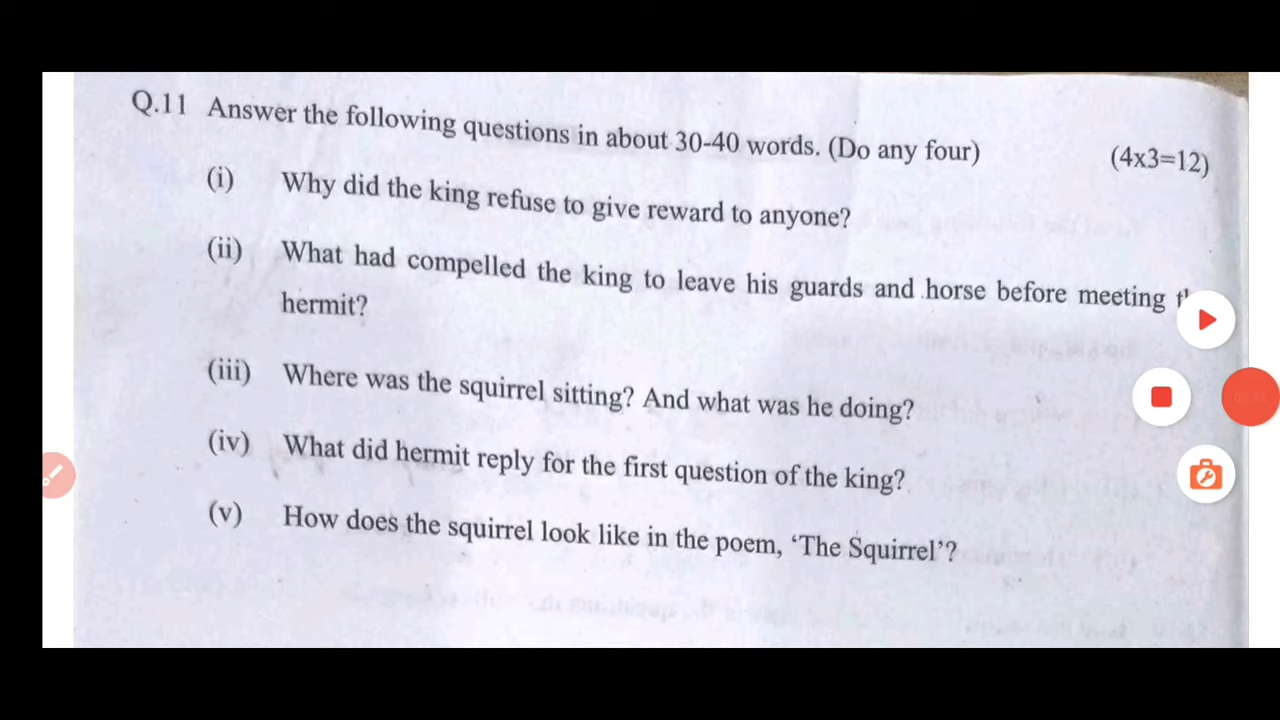 Q.11 Answer the following questions in about 30-40 words. (Do any four) (4x3=12)
(i) Why did the king refuse to give reward to anyone?
(ii) What had compelled the king to leave his guards and horse before meeting
hermit?
(iii) Where was the squirrel sitting? And what was he doing?
(iv) What did hermit reply for the first question of the king?
(v) How does the squirrel look like in the poem, ‘The Squirrel’?